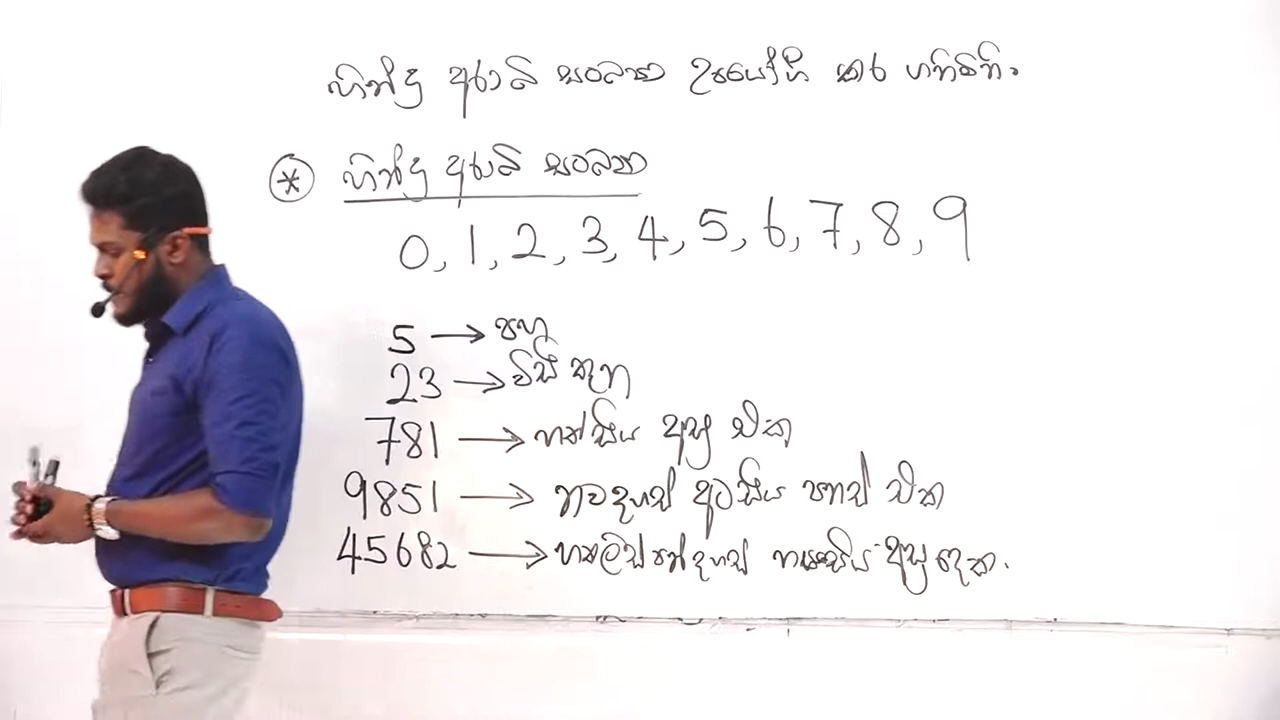 හින්දු අරාබි සංඛ්‍යා උපයෝගී කර ගනිමිනි.
* හින්දු අරාබි සංඛ්‍යා
0, 1, 2, 3, 4, 5, 6, 7, 8, 9
5 → පහ
23 → විසි තුන
781 → හත්සිය අසූ එක
9851 → නවදහස් අටසිය පනස් එක
45682 → හතලිස් පන් දහස් හයසිය අසූ දෙක.